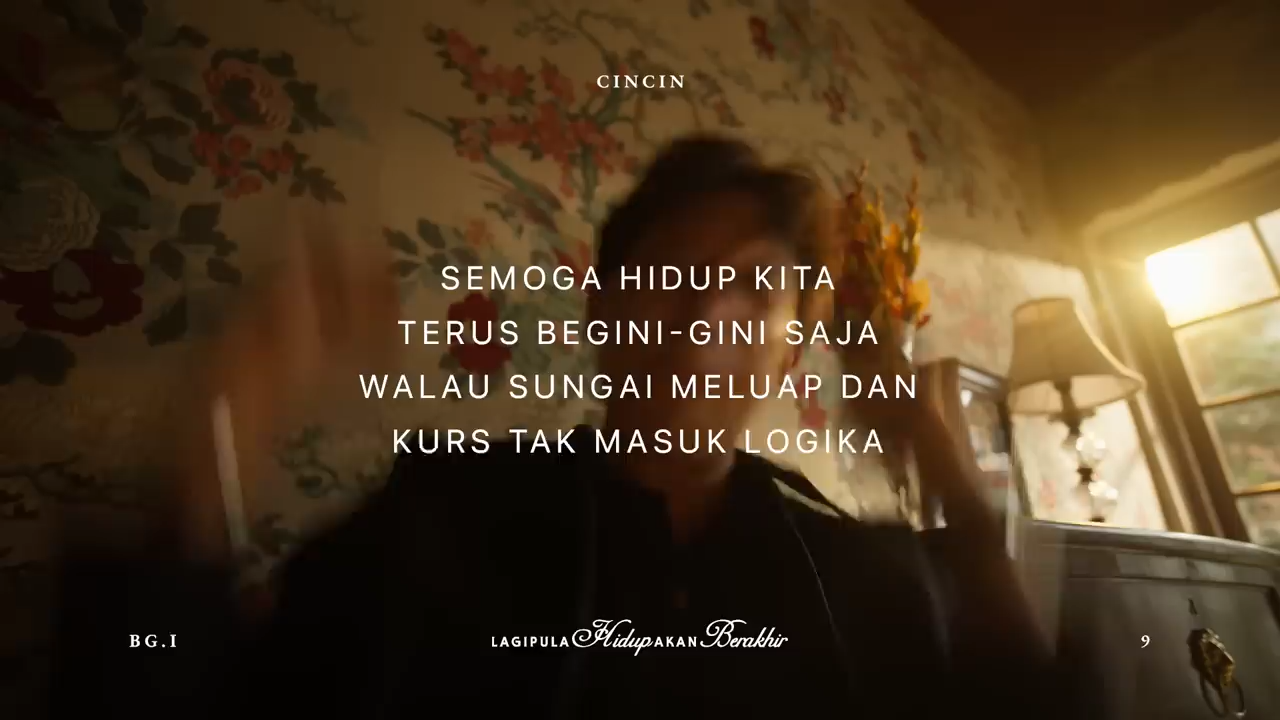 CINCIN
SEMOGA HIDUP KITA
TERUS BEGINI-GINI SAJA
WALAU SUNGAI MELUAP DAN
KURS TAK MASUK LOGIKA
BG.I
LAGIPULA Hidup AKAN Berakhir
9